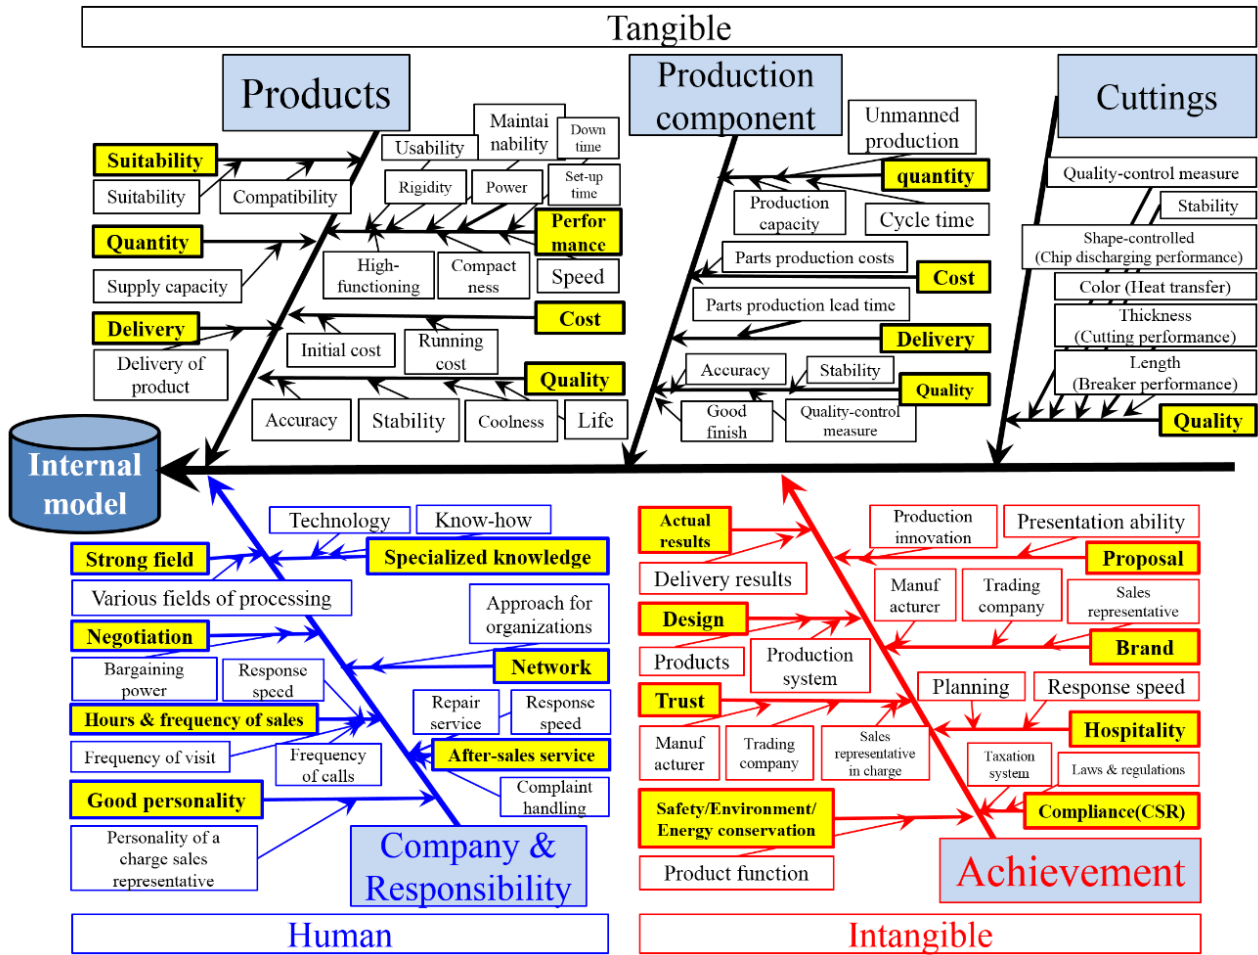 Tangible
Products
Suitability
Suitability
Compatibility
Quantity
Supply capacity
Delivery
Delivery of
product
Usability
Maintai
nability
Down
time
Rigidity
Power
Set-up
time
Perfor
mance
High-
functioning
Compact
ness
Speed
Cost
Initial cost
Running
cost
Quality
Accuracy
Stability
Coolness
Life
Production
component
Unmanned
production
quantity
Production
capacity
Cycle time
Parts production costs
Cost
Parts production lead time
Delivery
Accuracy
Stability
Quality
Good
finish
Quality-control
measure
Cuttings
Quality-control measure
Stability
Shape-controlled
(Chip discharging performance)
Color (Heat transfer)
Thickness
(Cutting performance)
Length
(Breaker performance)
Quality
Internal
model
Technology
Know-how
Strong field
Specialized knowledge
Various fields of processing
Approach for
organizations
Negotiation
Network
Bargaining
power
Response
speed
Hours & frequency of sales
Repair
service
Response
speed
Frequency of visit
Frequency
of calls
After-sales service
Complaint
handling
Good personality
Personality of a
charge sales
representative
Company &
Responsibility
Human
Actual
results
Production
innovation
Presentation ability
Proposal
Delivery results
Manuf
acturer
Trading
company
Sales
representative
Design
Brand
Products
Production
system
Planning
Response speed
Trust
Hospitality
Manuf
acturer
Trading
company
Sales
representative
in charge
Taxation
system
Laws & regulations
Safety/Environment/
Energy conservation
Compliance(CSR)
Product function
Achievement
Intangible